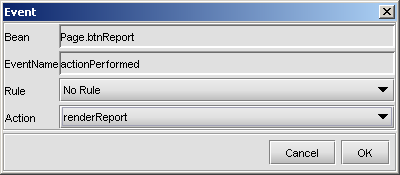 Event
Bean Page.btnReport
EventName actionPerformed
Rule No Rule
Action renderReport
Cancel OK